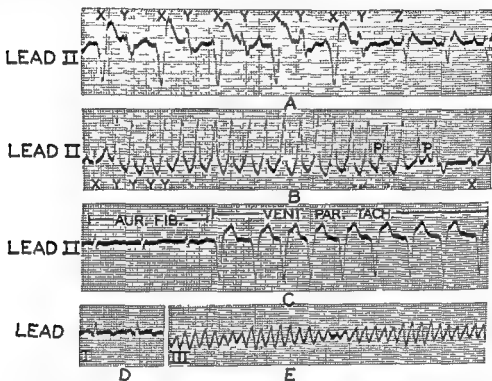 X Y X Y X Y X Y X Y Z
LEAD II
A
LEAD II
P P
X Y Y Y Y X
B
AUR. FIB. VENT. PAR. TACH.
LEAD II
C
LEAD
II III
D E